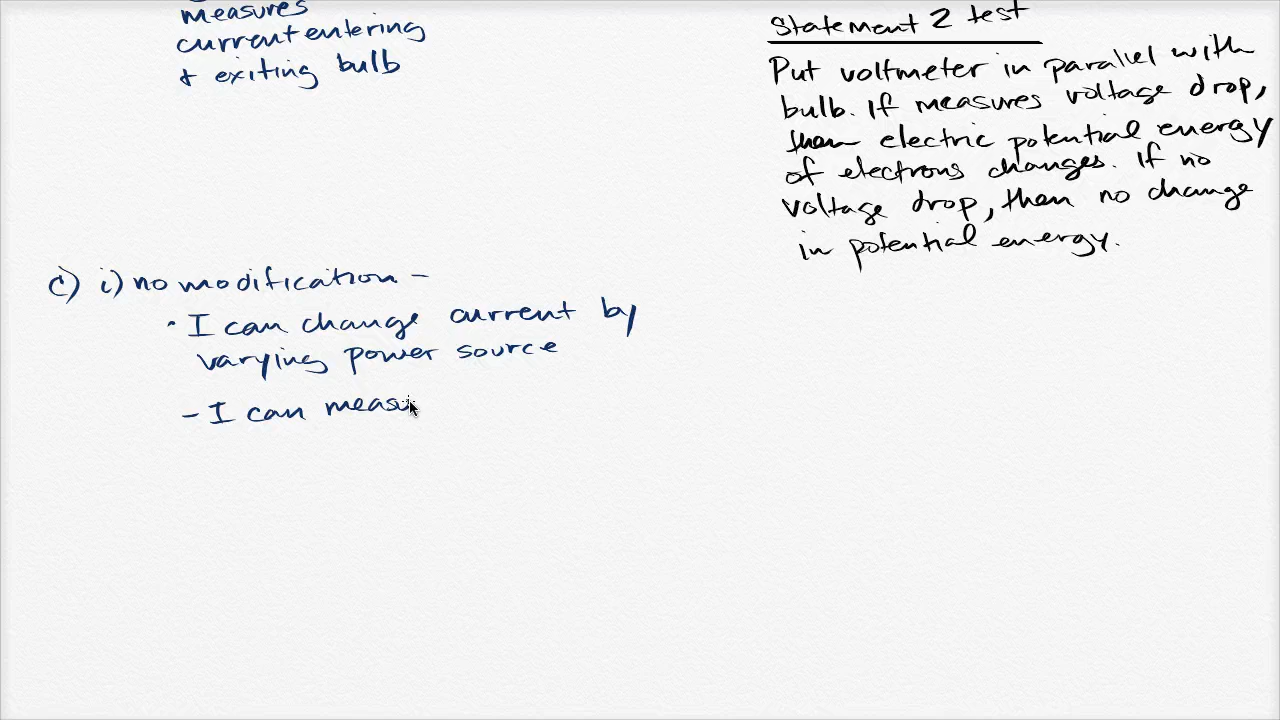 measures
current entering
& exiting bulb
Statement 2 test
Put voltmeter in parallel with
bulb. If measures voltage drop,
then electric potential energy
of electrons changes. If no
voltage drop, then no change
in potential energy.
c) i) no modification -
• I can change current by
varying power source
- I can measu